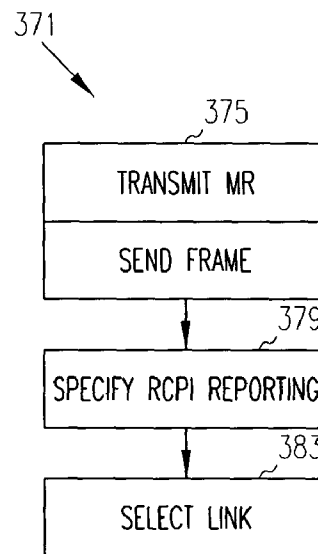 371
375
TRANSMIT MR
SEND FRAME
379
SPECIFY RCPI REPORTING
383
SELECT LINK